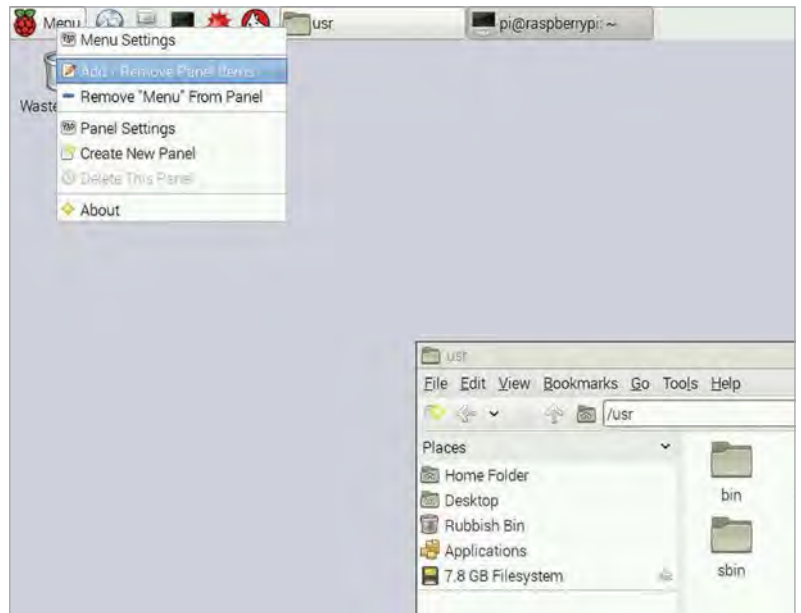 Menu
usr
pi@raspberrypi: ~
Menu Settings
Add / Remove Panel Items
Waste
Remove "Menu" From Panel
Panel Settings
Create New Panel
Delete This Panel
About
usr
File Edit View Bookmarks Go Tools Help
/usr
Places
Home Folder
Desktop
Rubbish Bin
Applications
7.8 GB Filesystem
bin
sbin